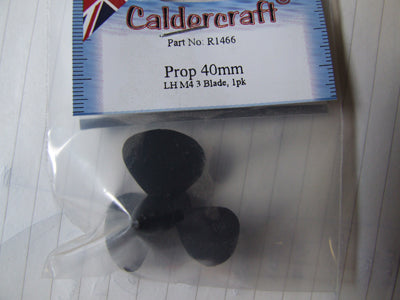 Caldercraft®
Part No: R1466
Prop 40mm
LH M4 3 Blade, 1pk